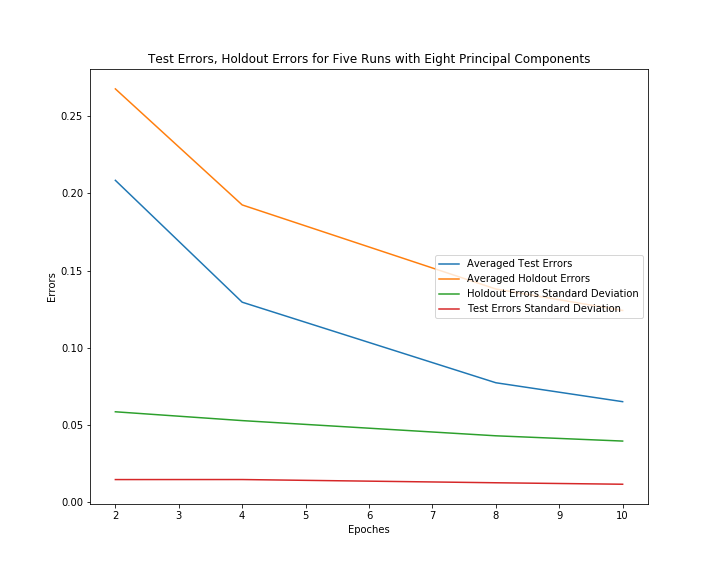 Test Errors, Holdout Errors for Five Runs with Eight Principal Components
0.25
0.20
0.15
0.10
0.05
0.00
Errors
Averaged Test Errors
Averaged Holdout Errors
Holdout Errors Standard Deviation
Test Errors Standard Deviation
2 3 4 5 6 7 8 9 10
Epoches